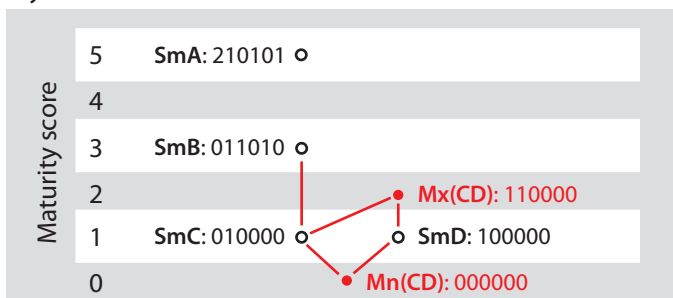 Maturity score
5 SmA: 210101
4
3 SmB: 011010
2 Mx(CD): 110000
1 SmC: 010000 SmD: 100000
0 Mn(CD): 000000